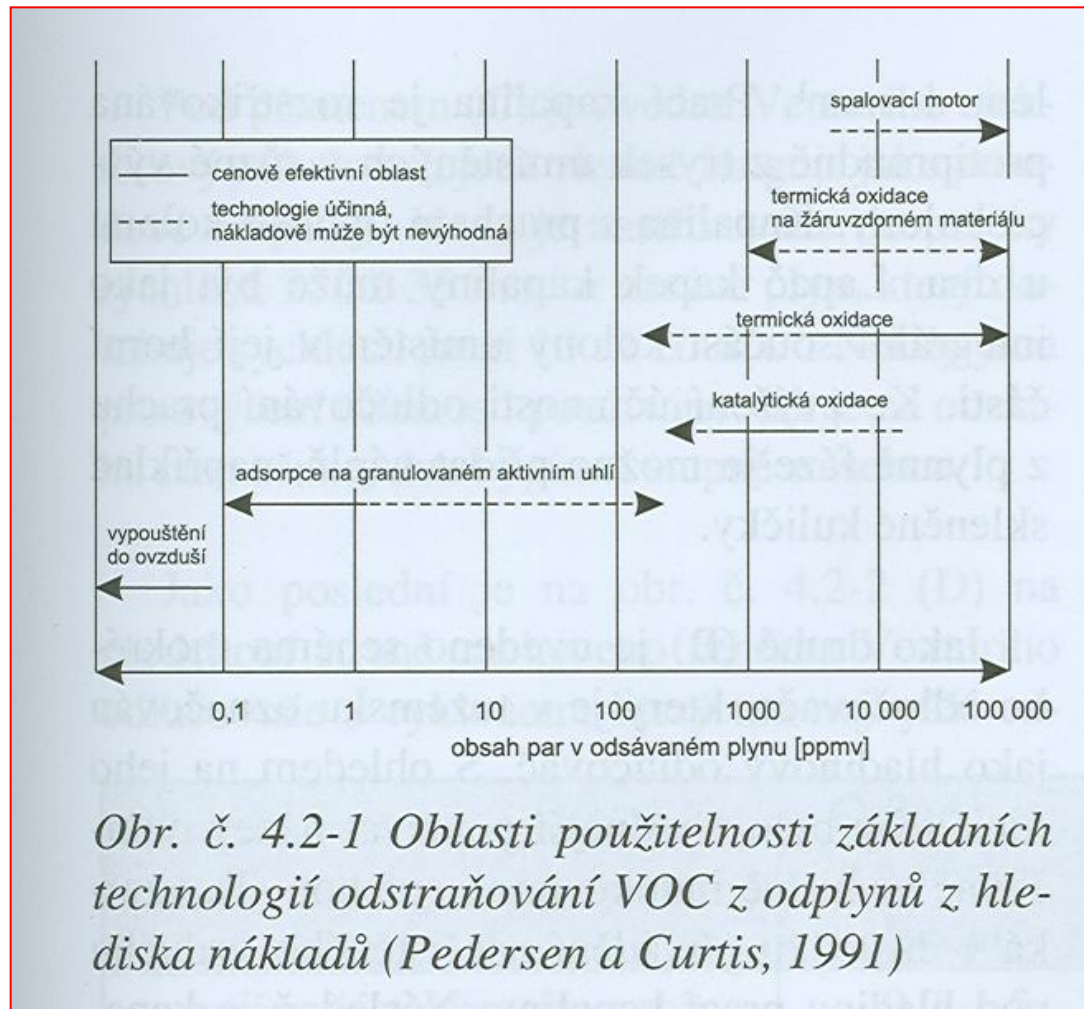 spalovací motor
cenově efektivní oblast
technologie účinná,
nákladově může být nevýhodná
termická oxidace
na žáruvzdorném materiálu
termická oxidace
katalytická oxidace
adsorpce na granulovaném aktivním uhlí
vypouštění
do ovzduší
0,1 1 10 100 1000 10 000 100 000
obsah par v odsávaném plynu [ppmv]
Obr. č. 4.2-1 Oblasti použitelnosti základních
technologií odstraňování VOC z odplynů z hle-
diska nákladů (Pedersen a Curtis, 1991)